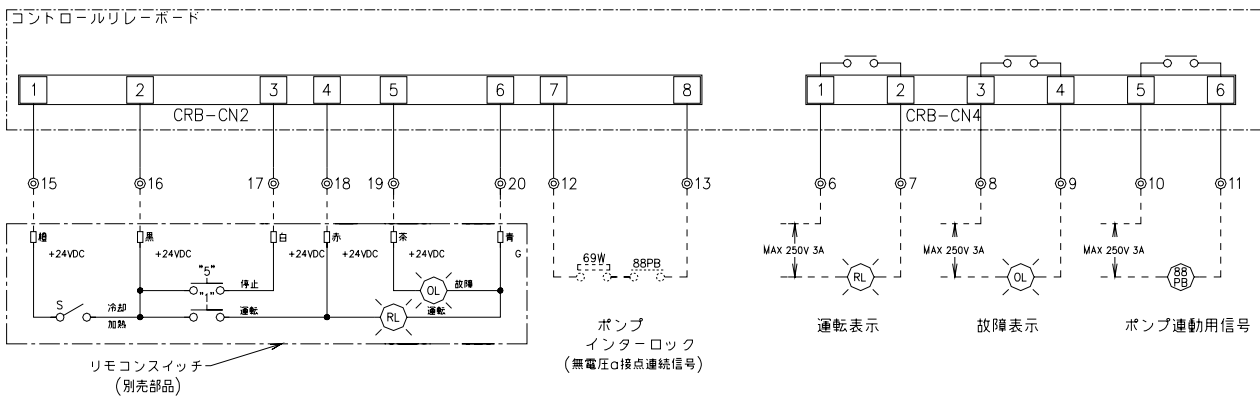 コントロールリレーボード
1 2 3 4 5 6 7 8 1 2 3 4 5 6
CRB-CN2 CRB-CN4
15 16 17 18 19 20 12 13 6 7 8 9 10 11
橙 黒 白 赤 茶 青
+24VDC +24VDC +24VDC +24VDC +24VDC G
MAX 250V 3A MAX 250V 3A MAX 250V 3A
"5" 停止 OL 故障
69W 88PB
RL OL 88
PB
S 冷却 "1" 運転 RL 運転
加熱
ポンプ
インターロック
(無電圧a接点連続信号)
運転表示 故障表示 ポンプ連動用信号
リモコンスイッチ
(別売部品)